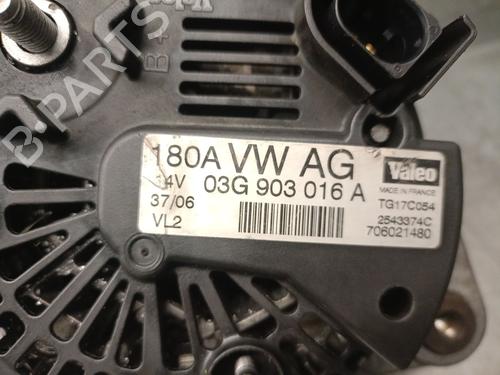 B+
B-PARTS
180A VW AG
14V 03G 903 016 A
37/06
VL2
Valeo
MADE IN FRANCE
TG17C054
2543374C
706021480